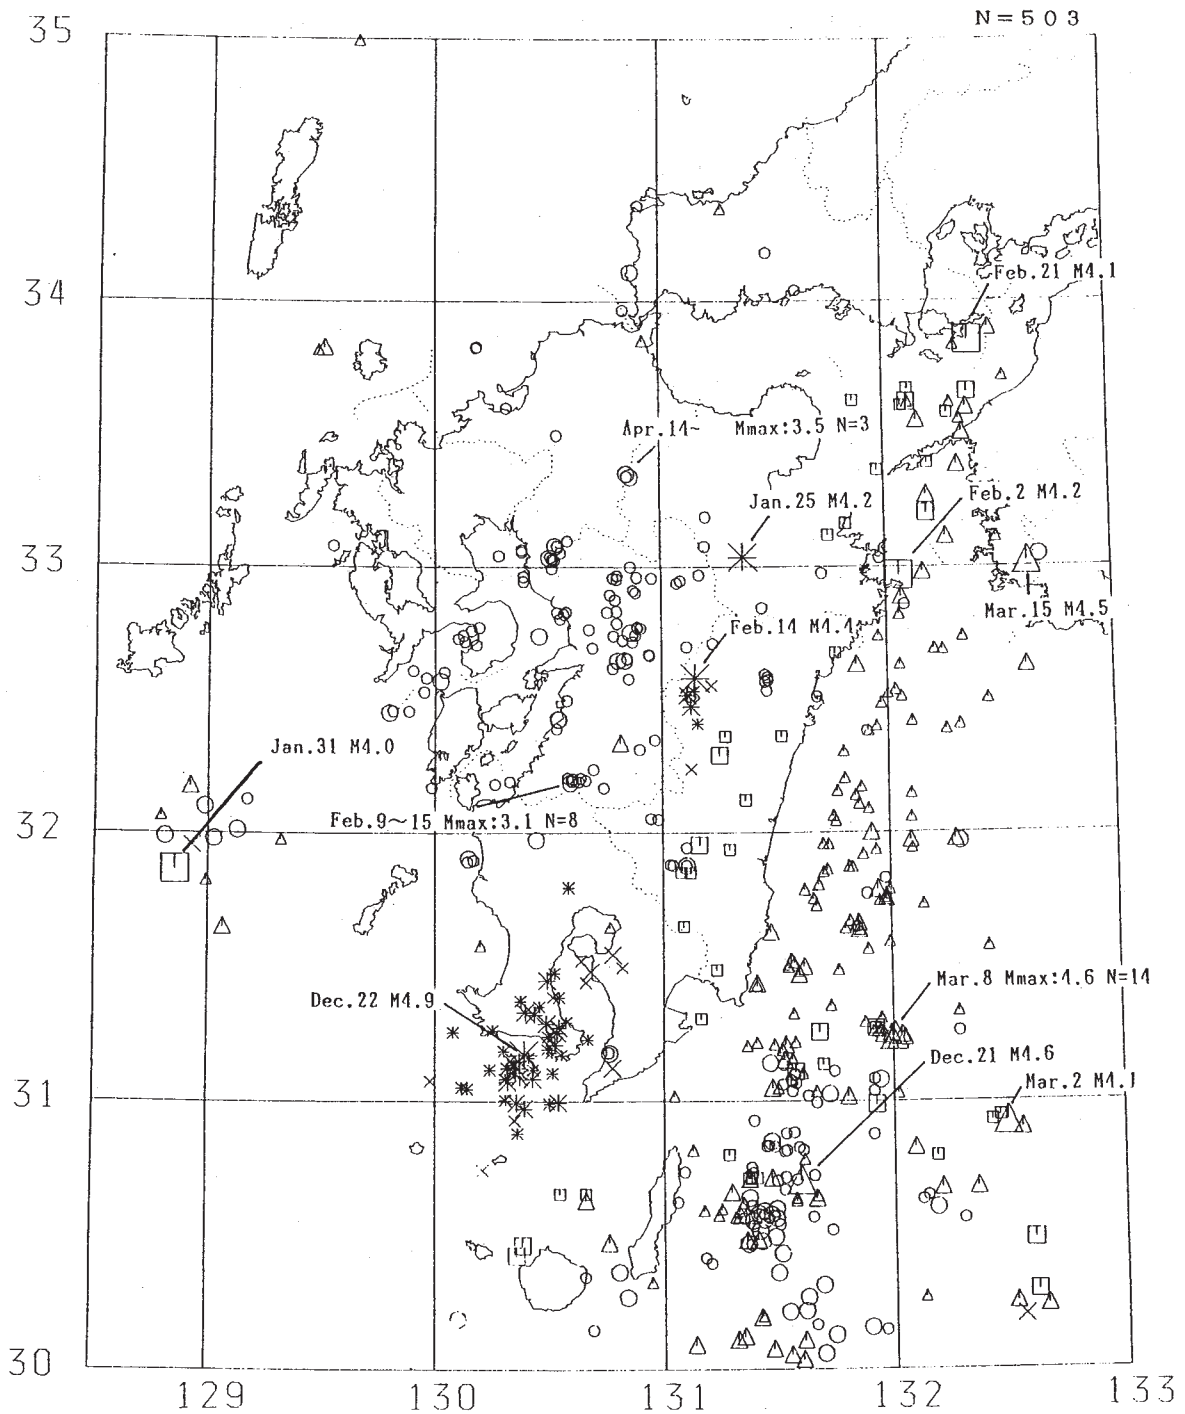 N=503
35
34
Feb.21 M4.1
Apr.14~ Mmax:3.5 N=3
Jan.25 M4.2
Feb.2 M4.2
33
Mar.15 M4.5
Feb.14 M4.4
Jan.31 M4.0
32
Feb.9~15 Mmax:3.1 N=8
Mar.8 Mmax:4.6 N=14
Dec.22 M4.9
Dec.21 M4.6
31
Mar.2 M4.1
30
129 130 131 132 133